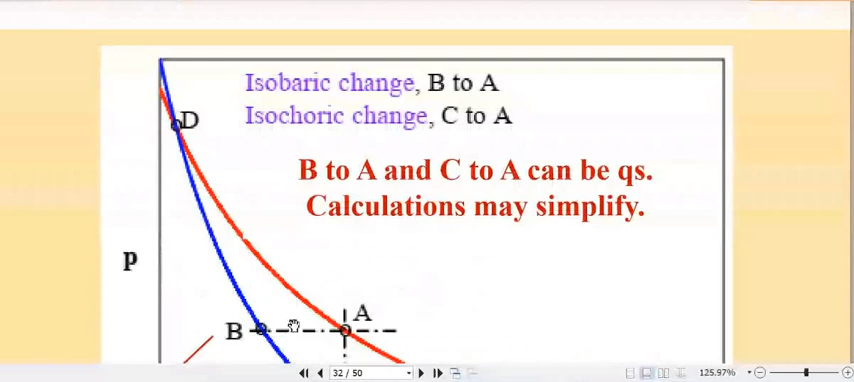 Isobaric change, B to A
Isochoric change, C to A
D
B to A and C to A can be qs.
Calculations may simplify.
p
A
B
32 / 50
125.97%